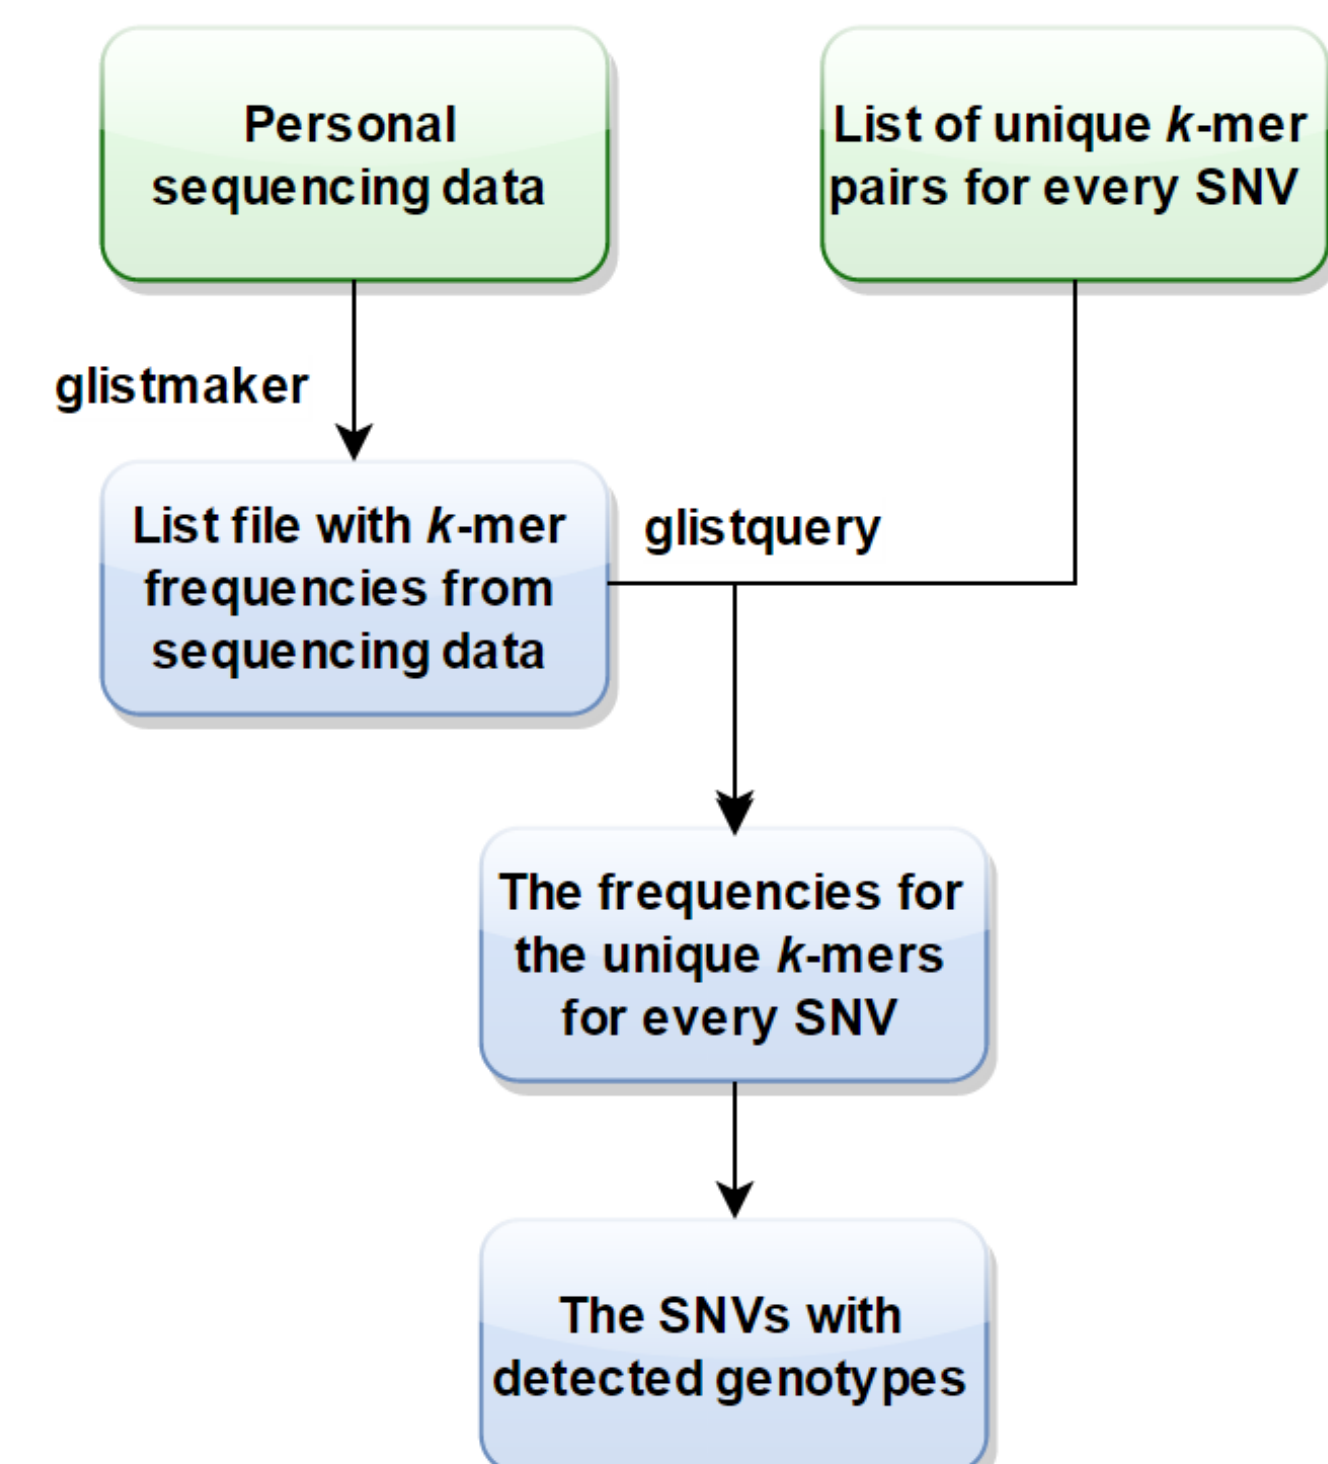 Personal
sequencing data
List of unique k-mer
pairs for every SNV
glistmaker
List file with k-mer
frequencies from
sequencing data
glistquery
The frequencies for
the unique k-mers
for every SNV
The SNVs with
detected genotypes